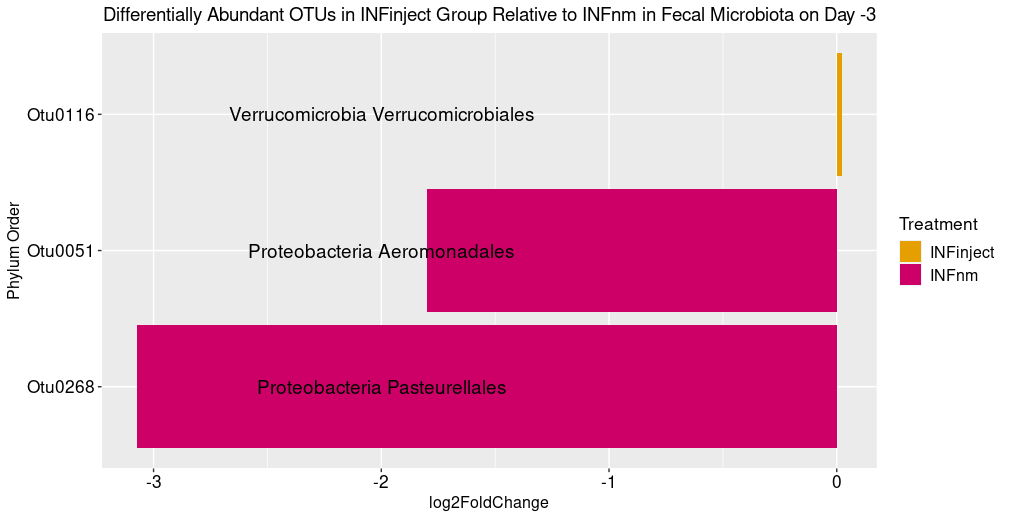 Differentially Abundant OTUs in INFinject Group Relative to INFnm in Fecal Microbiota on Day -3
Phylum Order
Otu0116
Verrucomicrobia Verrucomicrobiales
Otu0051
Proteobacteria Aeromonadales
Otu0268
Proteobacteria Pasteurellales
-3 -2 -1 0
log2FoldChange
Treatment
INFinject
INFnm